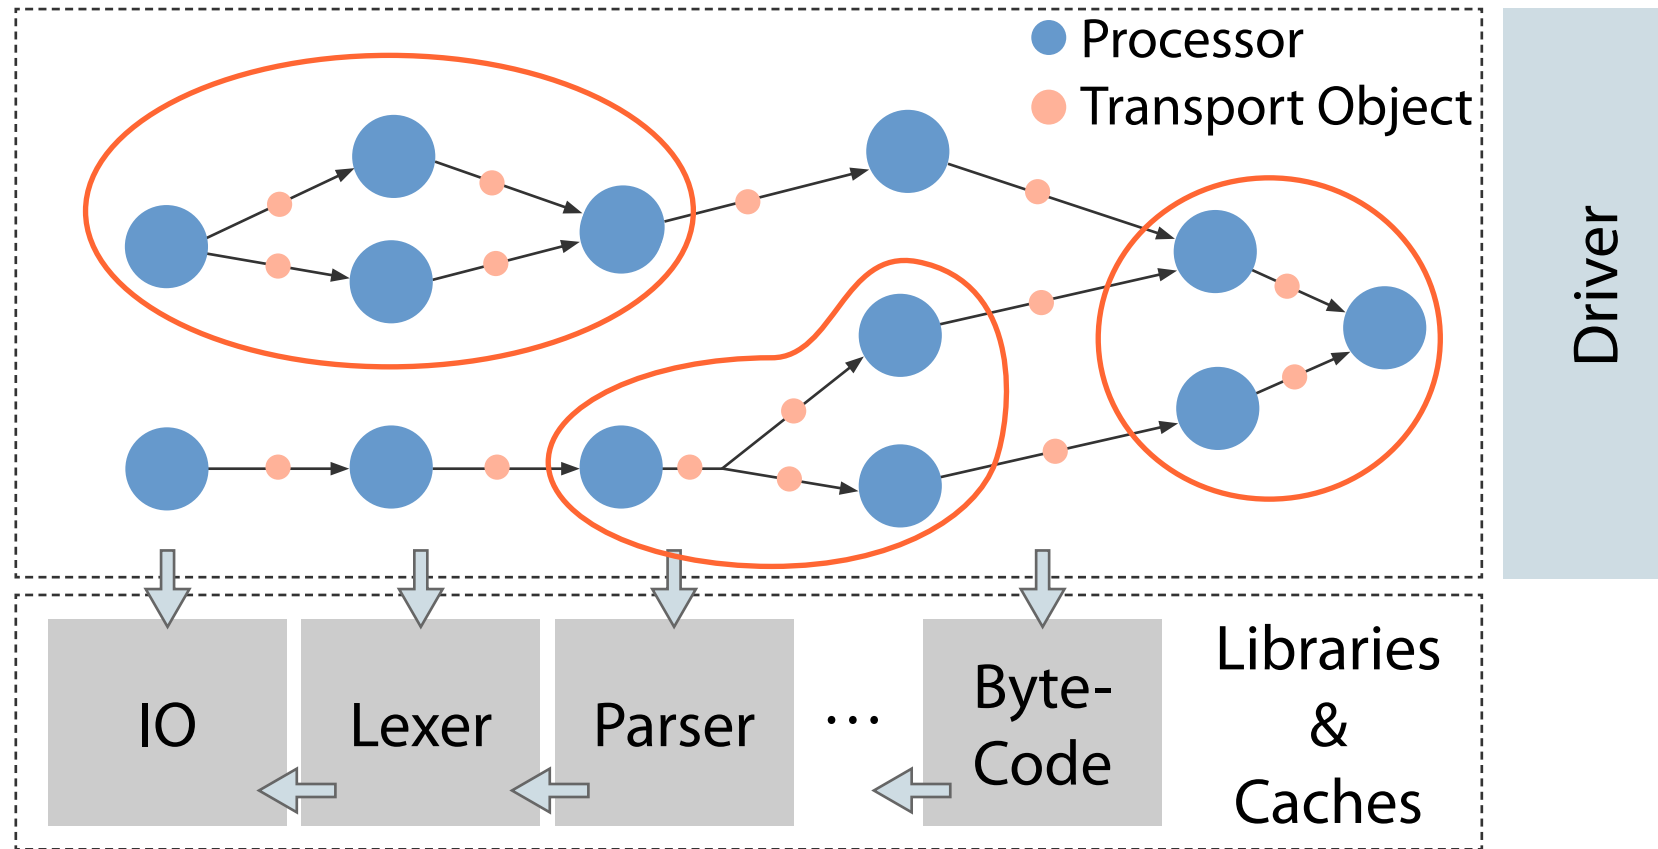 Processor
Transport Object
Driver
IO
Lexer
Parser
...
Byte-
Code
Libraries
&
Caches